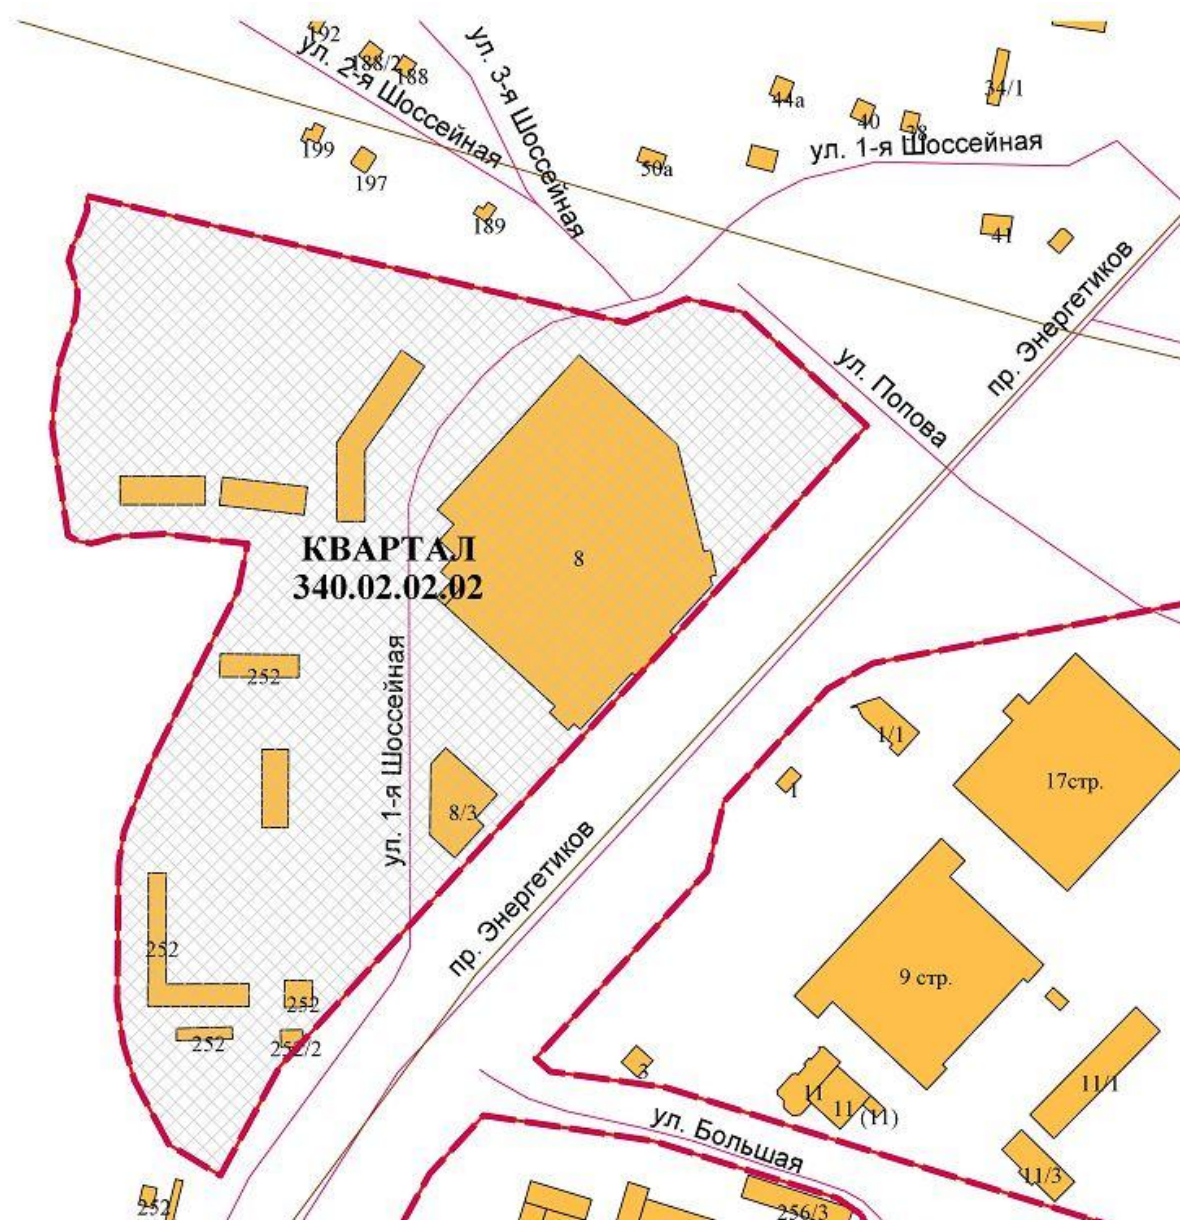 192
188/2
188
ул. 2-я Шоссейная
ул. 3-я Шоссейная
44а
40
38
34/1
ул. 1-я Шоссейная
199
197
50а
189
41
пр. Энергетиков
ул. Попова
КВАРТАЛ
340.02.02.02
8
252
ул. 1-я Шоссейная
1/1
17стр.
1
8/3
пр. Энергетиков
252
9 стр.
252
252
252/2
3
11
11
(11)
11/1
ул. Большая
11/3
252
256/3